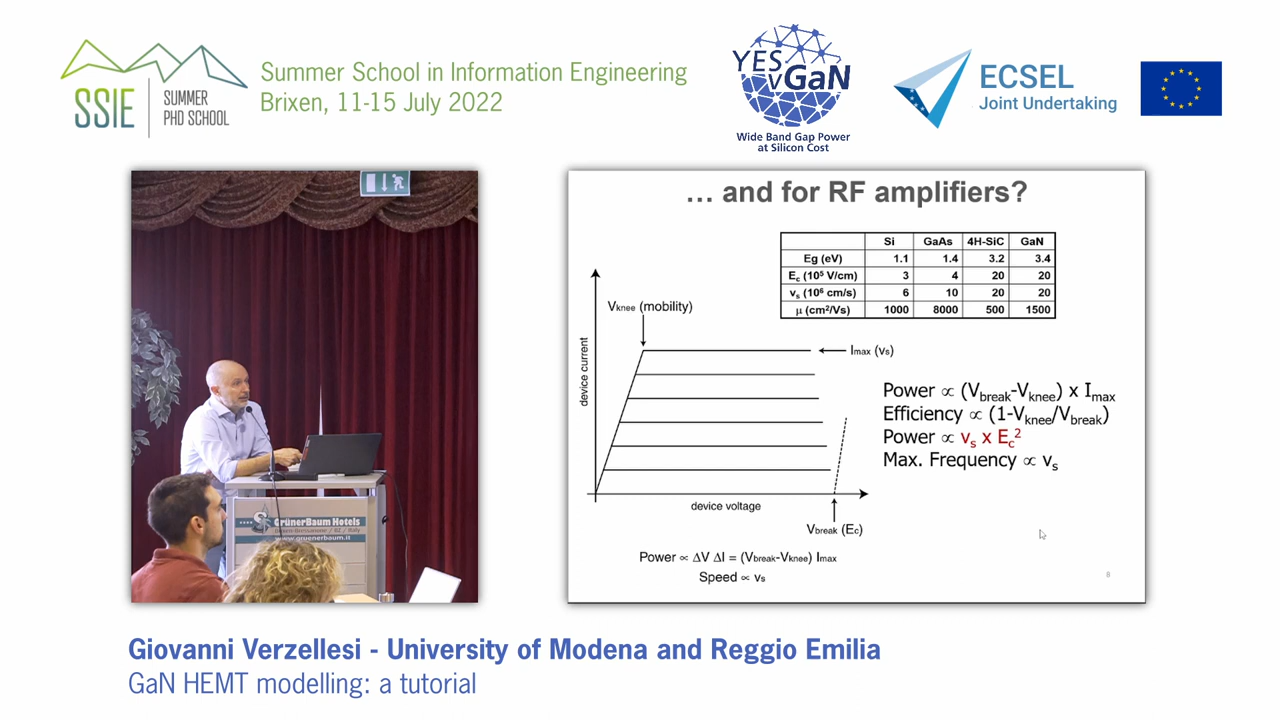 SSIE
SUMMER
PHD SCHOOL
Summer School in Information Engineering
Brixen, 11-15 July 2022
YES
vGaN
Wide Band Gap Power
at Silicon Cost
ECSEL
Joint Undertaking
GrünerBaum Hotels
www.gruenerbaum.it
… and for RF amplifiers?
Si GaAs 4H-SiC GaN
Eg (eV) 1.1 1.4 3.2 3.4
Ec (10⁵ V/cm) 3 4 20 20
vs (10⁶ cm/s) 6 10 20 20
μ (cm²/Vs) 1000 8000 500 1500
Vknee (mobility)
device current
Imax (vs)
Power ∝ (Vbreak-Vknee) x Imax
Efficiency ∝ (1-Vknee/Vbreak)
Power ∝ vs x Ec²
Max. Frequency ∝ vs
device voltage
Vbreak (Ec)
Power ∝ ΔV ΔI = (Vbreak-Vknee) Imax
Speed ∝ vs
8
Giovanni Verzellesi - University of Modena and Reggio Emilia
GaN HEMT modelling: a tutorial